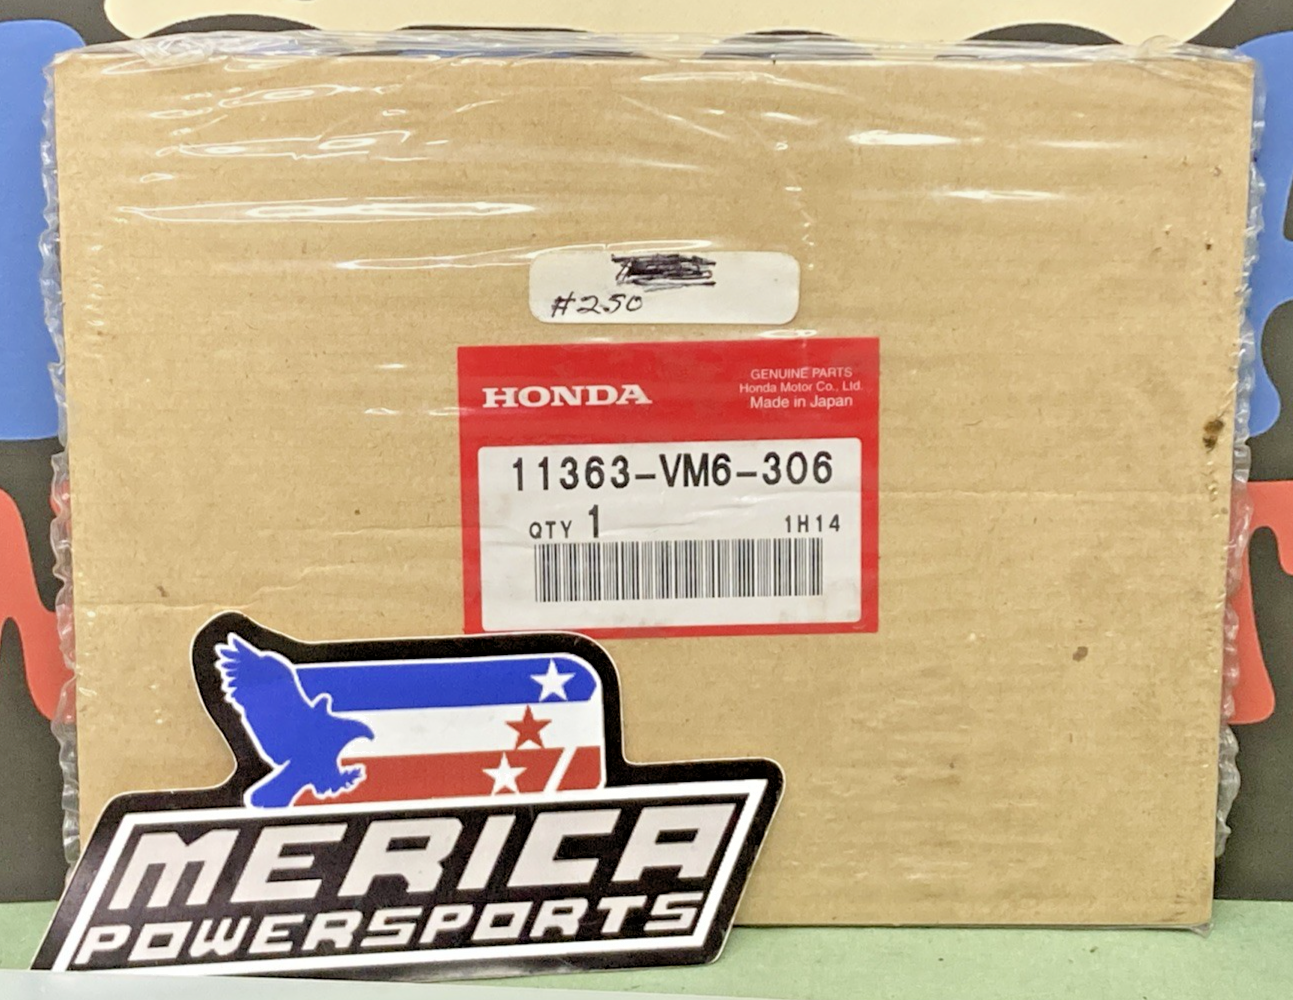 #250
HONDA
GENUINE PARTS
Honda Motor Co., Ltd.
Made in Japan
11363-VM6-306
QTY 1
1H14
MERICA
POWERSPORTS